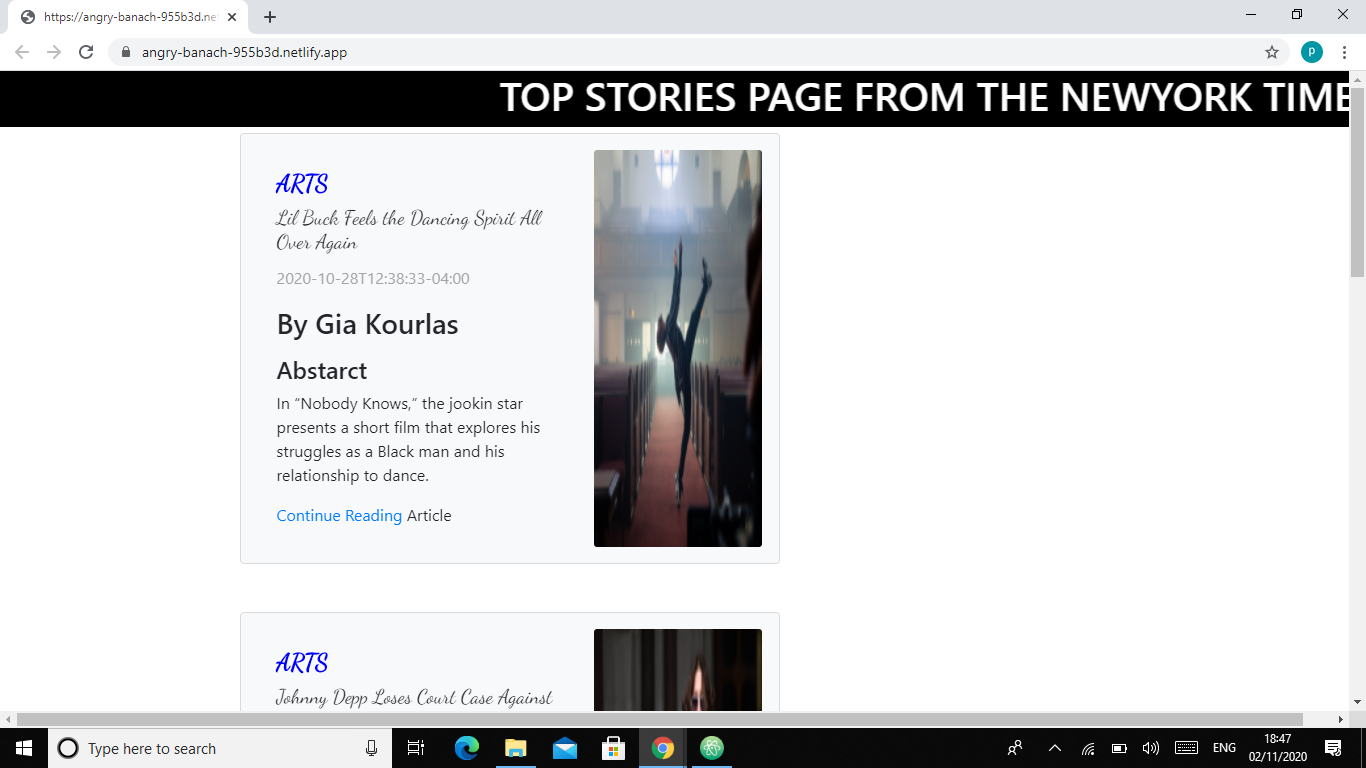 https://angry-banach-955b3d.net
angry-banach-955b3d.netlify.app
P
TOP STORIES PAGE FROM THE NEWYORK TIME
ARTS
Lil Buck Feels the Dancing Spirit All
Over Again
2020-10-28T12:38:33-04:00
By Gia Kourlas
Abstarct
In “Nobody Knows,” the jookin star
presents a short film that explores his
struggles as a Black man and his
relationship to dance.
Continue Reading Article
ARTS
Johnny Depp Loses Court Case Against
Type here to search
ENG
18:47
02/11/2020